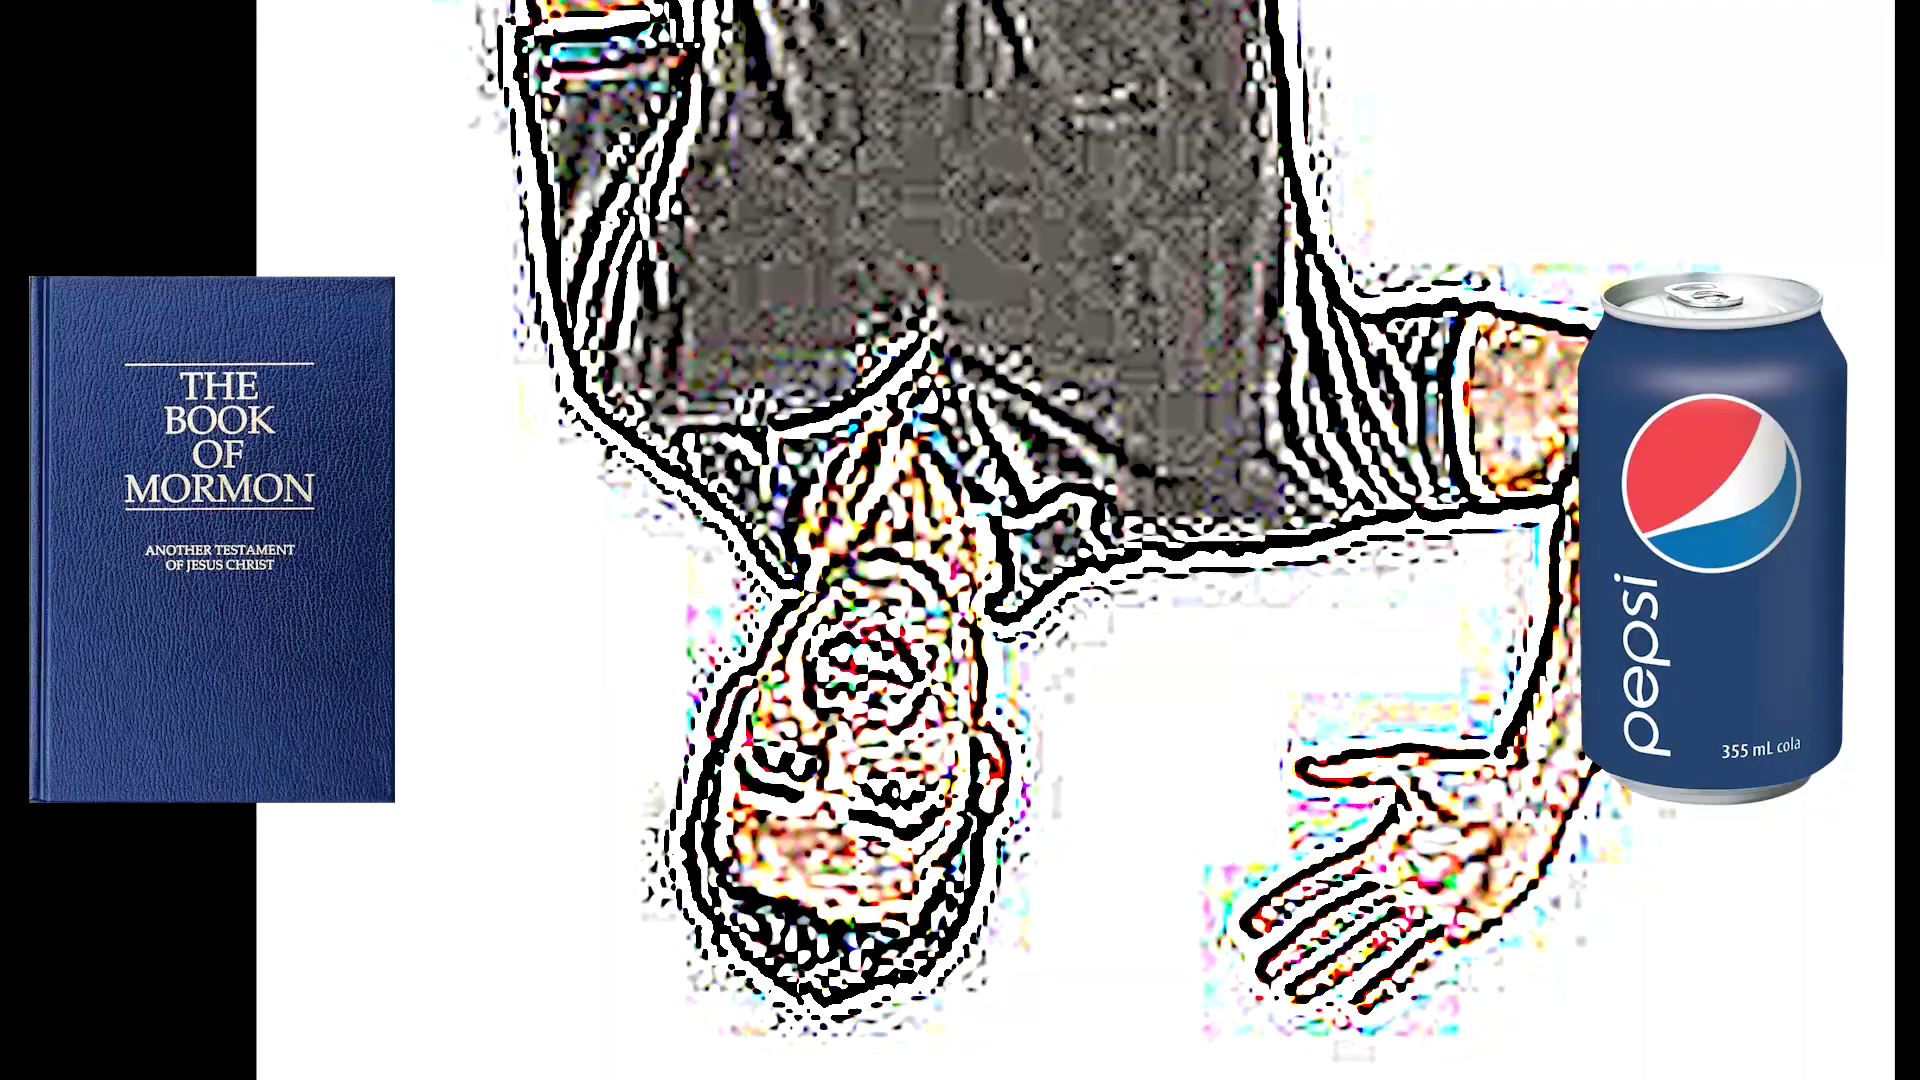 THE
BOOK
OF
MORMON
ANOTHER TESTAMENT
OF JESUS CHRIST
pepsi
355 mL cola